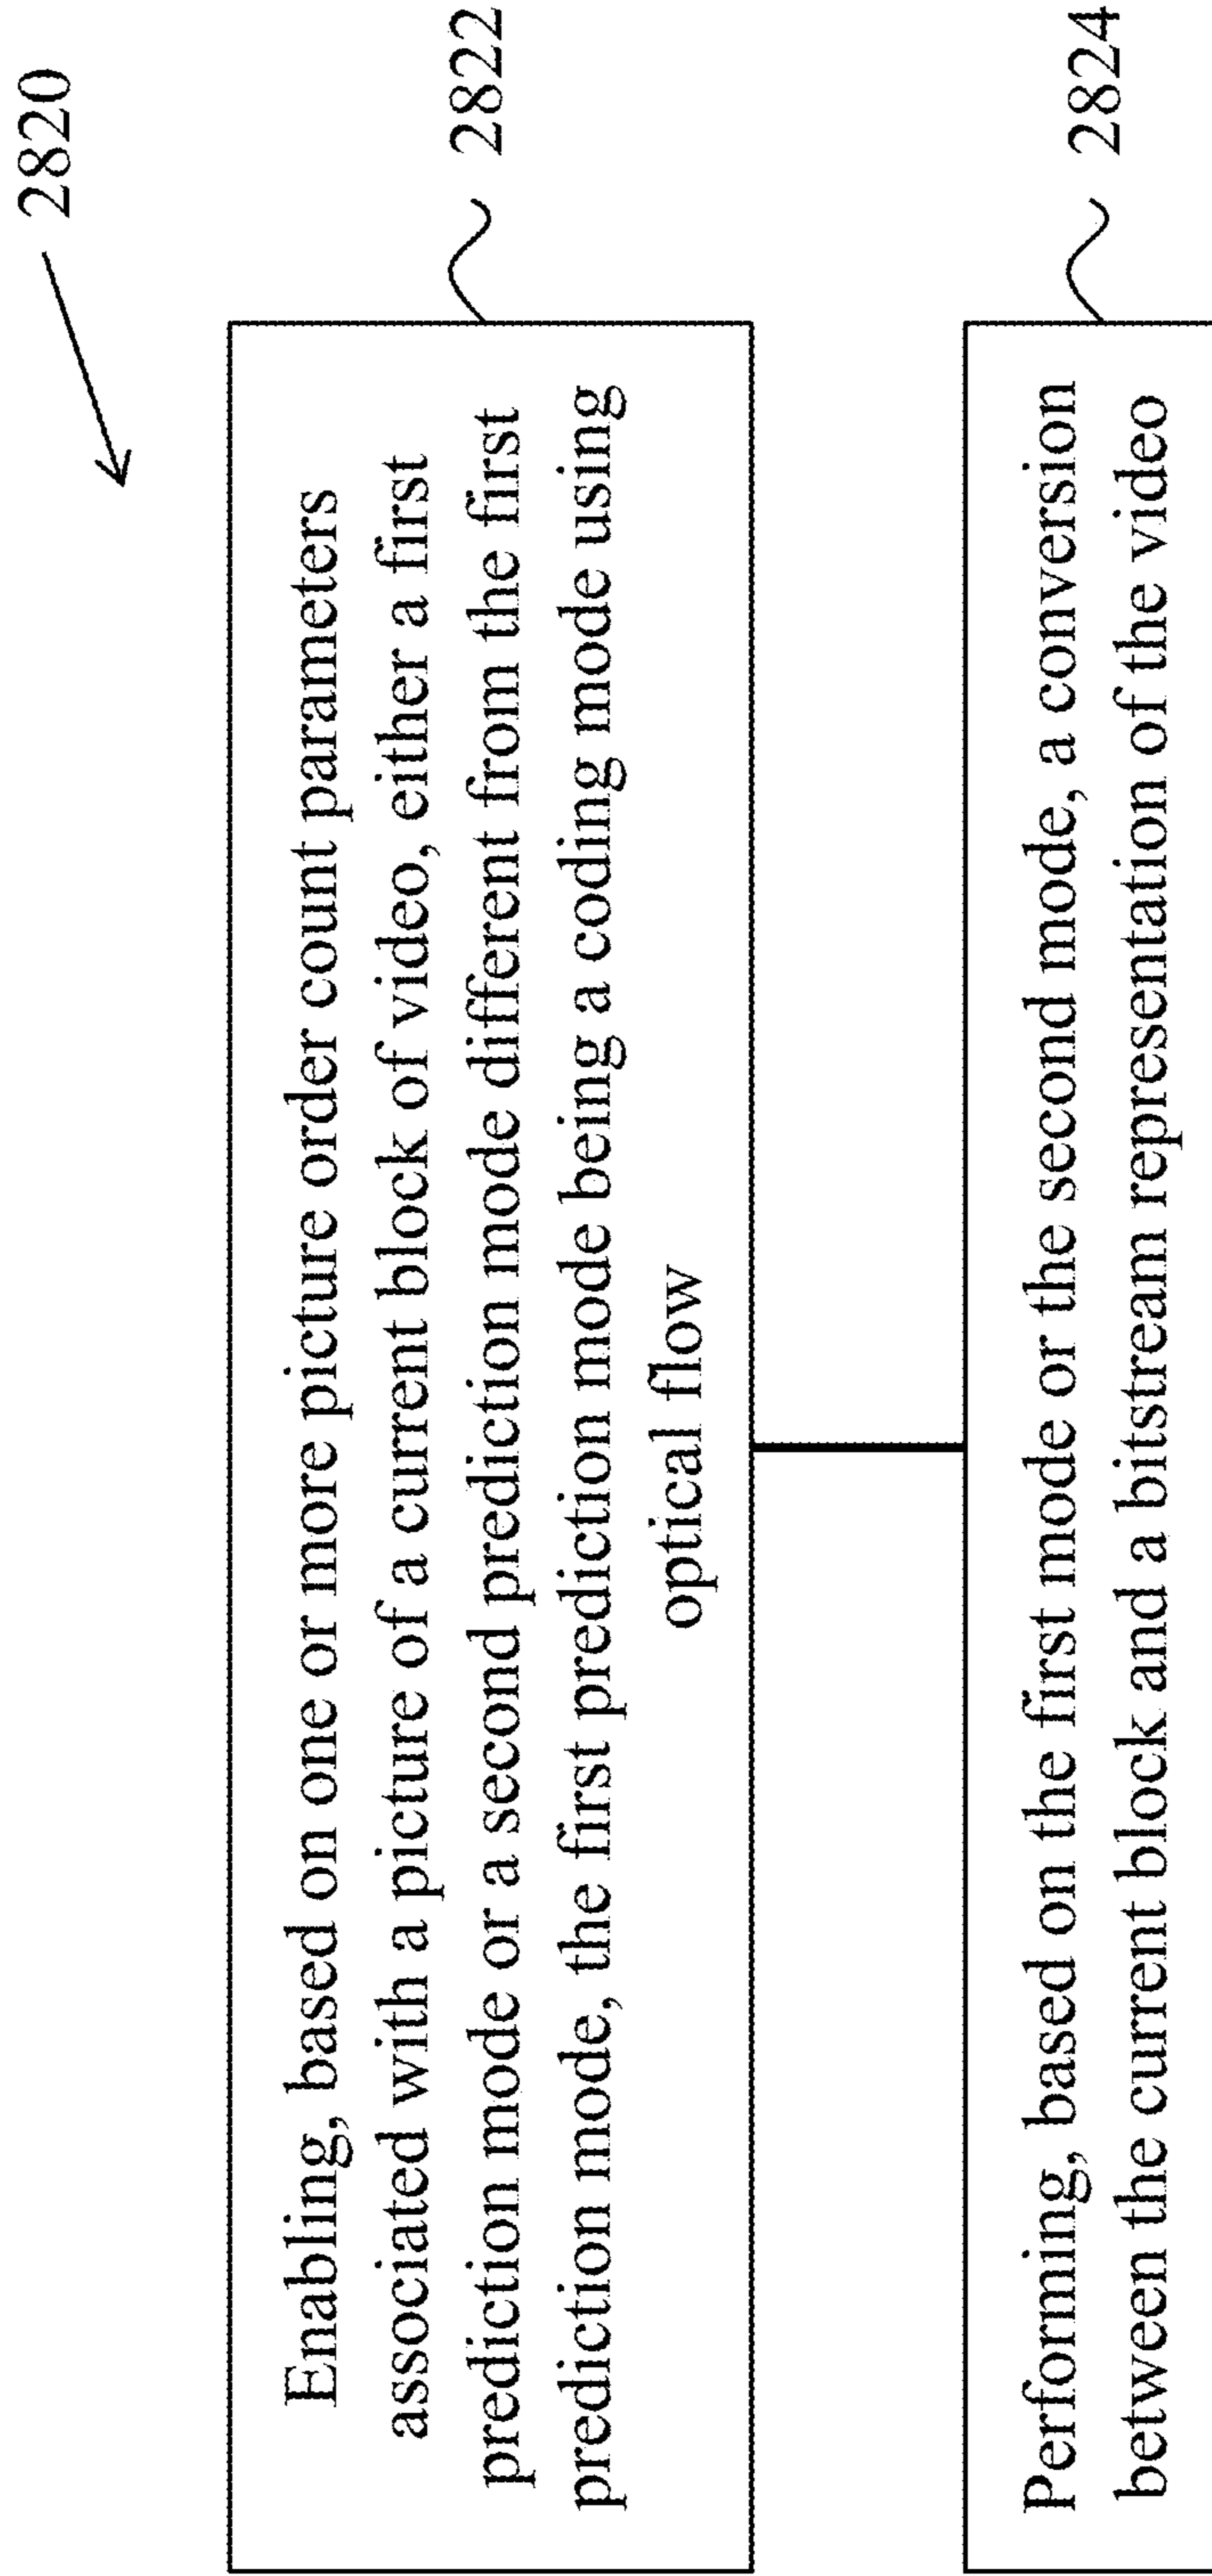 2820
Enabling, based on one or more picture order count parameters
associated with a picture of a current block of video, either a first
prediction mode or a second prediction mode different from the first
prediction mode, the first prediction mode being a coding mode using
optical flow
2822
Performing, based on the first mode or the second mode, a conversion
between the current block and a bitstream representation of the video
2824